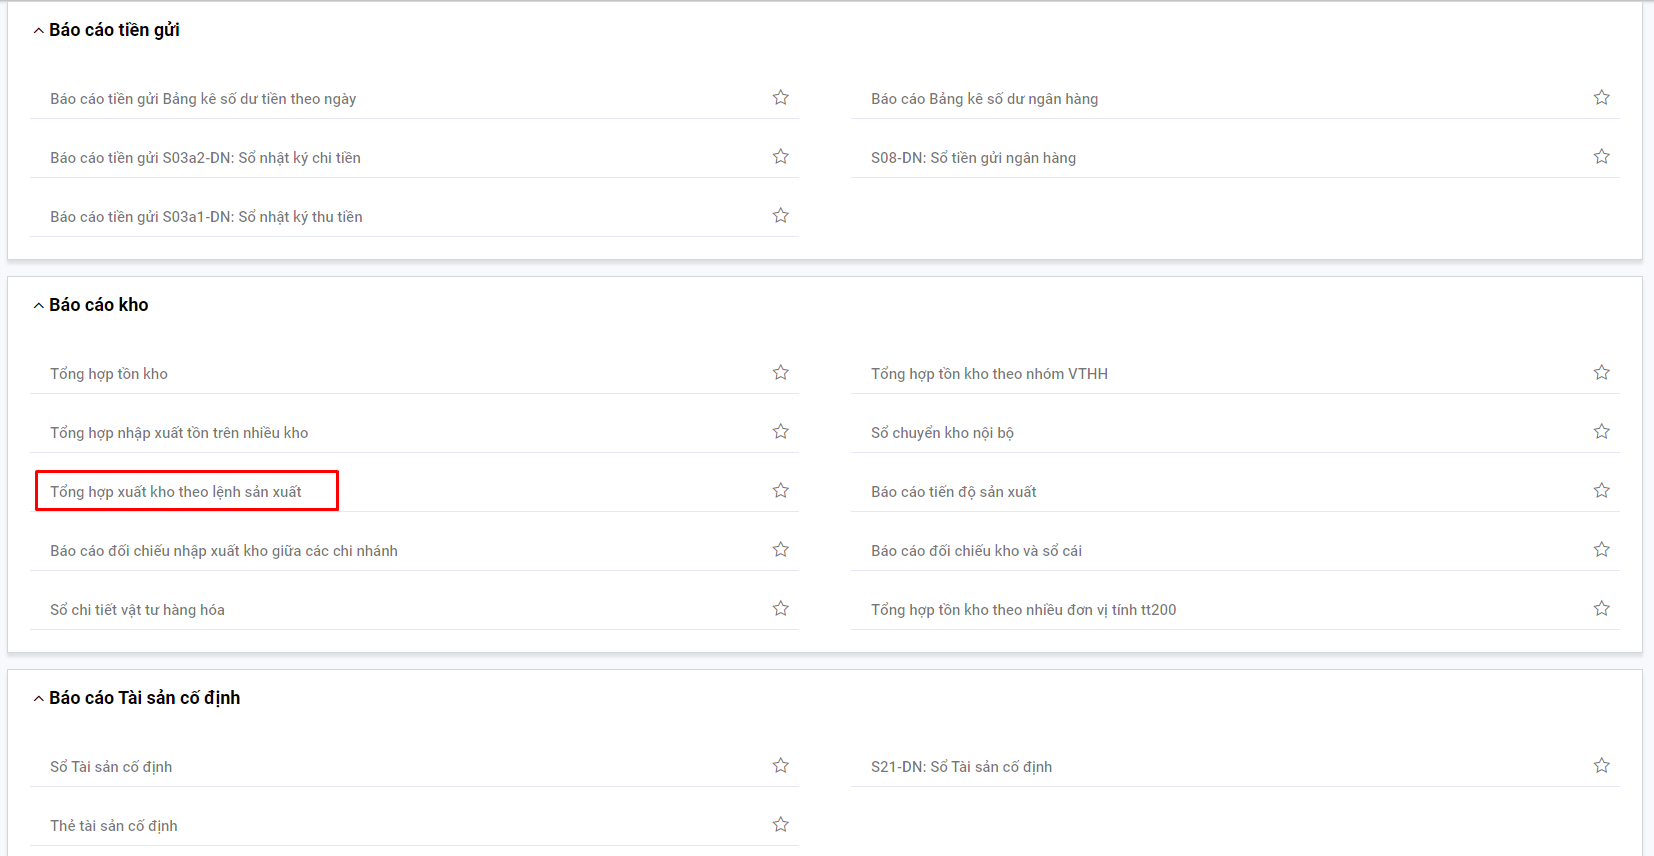 Báo cáo tiền gửi
Báo cáo tiền gửi Bảng kê số dư tiền theo ngày
Báo cáo Bảng kê số dư ngân hàng
Báo cáo tiền gửi S03a2-DN: Sổ nhật ký chi tiền
S08-DN: Sổ tiền gửi ngân hàng
Báo cáo tiền gửi S03a1-DN: Sổ nhật ký thu tiền
Báo cáo kho
Tổng hợp tồn kho
Tổng hợp tồn kho theo nhóm VTHH
Tổng hợp nhập xuất tồn trên nhiều kho
Sổ chuyển kho nội bộ
Tổng hợp xuất kho theo lệnh sản xuất
Báo cáo tiến độ sản xuất
Báo cáo đối chiếu nhập xuất kho giữa các chi nhánh
Báo cáo đối chiếu kho và sổ cái
Sổ chi tiết vật tư hàng hóa
Tổng hợp tồn kho theo nhiều đơn vị tính tt200
Báo cáo Tài sản cố định
Sổ Tài sản cố định
S21-DN: Sổ Tài sản cố định
Thẻ tài sản cố định